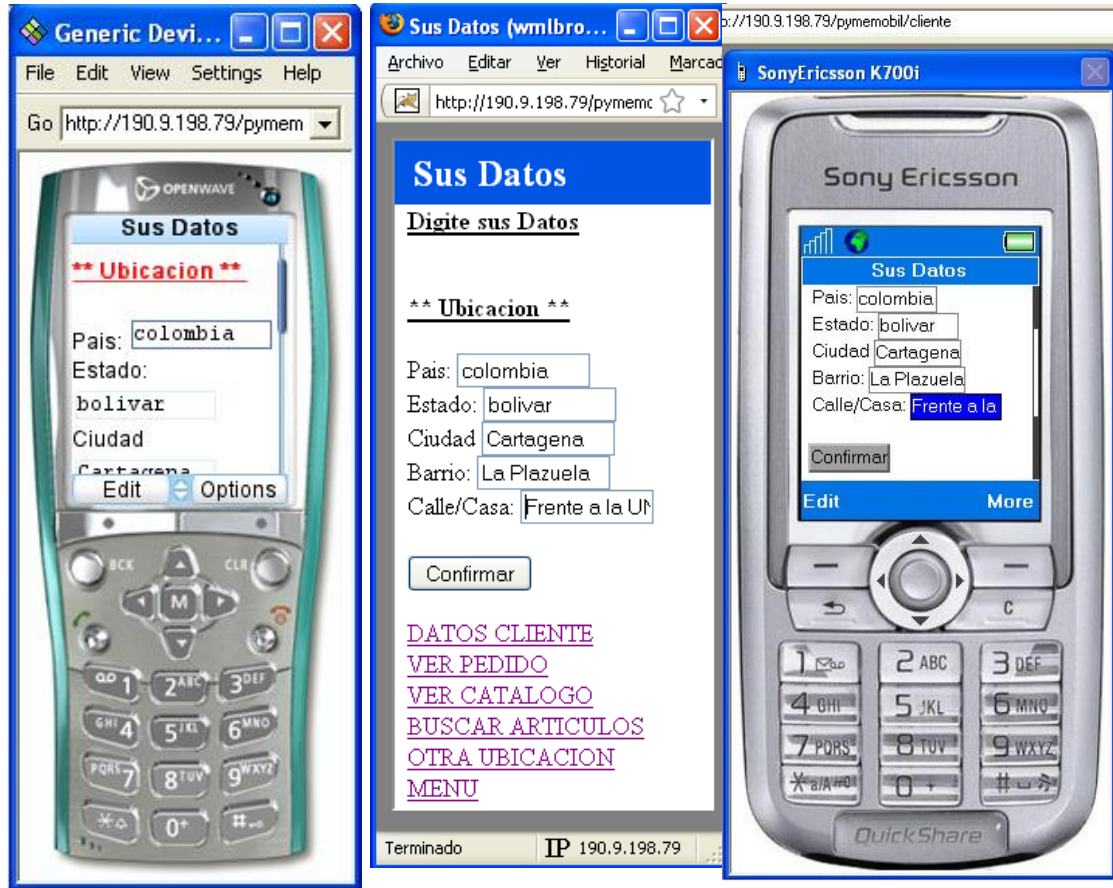 Generic Devi...
File Edit View Settings Help
Go http://190.9.198.79/pymem
OPENWAVE
Sus Datos
** Ubicacion **
Pais: colombia
Estado:
bolivar
Ciudad
Cartagena
Edit Options
BCK CLR
M
1 2ABC 3DEF
GHI4 5JKL 6MNO
PQRS7 8TUV 9WXYZ
* 0+ #
Sus Datos (wmlbro...
Archivo Editar Ver Historial Marcad
http://190.9.198.79/pymemc
Sus Datos
Digite sus Datos
** Ubicacion **
Pais: colombia
Estado: bolivar
Ciudad Cartagena
Barrio: La Plazuela
Calle/Casa: Frente a la UN
Confirmar
DATOS CLIENTE
VER PEDIDO
VER CATALOGO
BUSCAR ARTICULOS
OTRA UBICACION
MENU
Terminado IP 190.9.198.79
p://190.9.198.79/pymemobil/cliente
SonyEricsson K700i
Sony Ericsson
Sus Datos
Pais: colombia
Estado: bolivar
Ciudad Cartagena
Barrio: La Plazuela
Calle/Casa: Frente a la
Confirmar
Edit More
C
1 2 ABC 3 DEF
4 GHI 5 JKL 6 MNO
7 PQRS 8 TUV 9 WXYZ
* a/A 0 + #
QuickShare